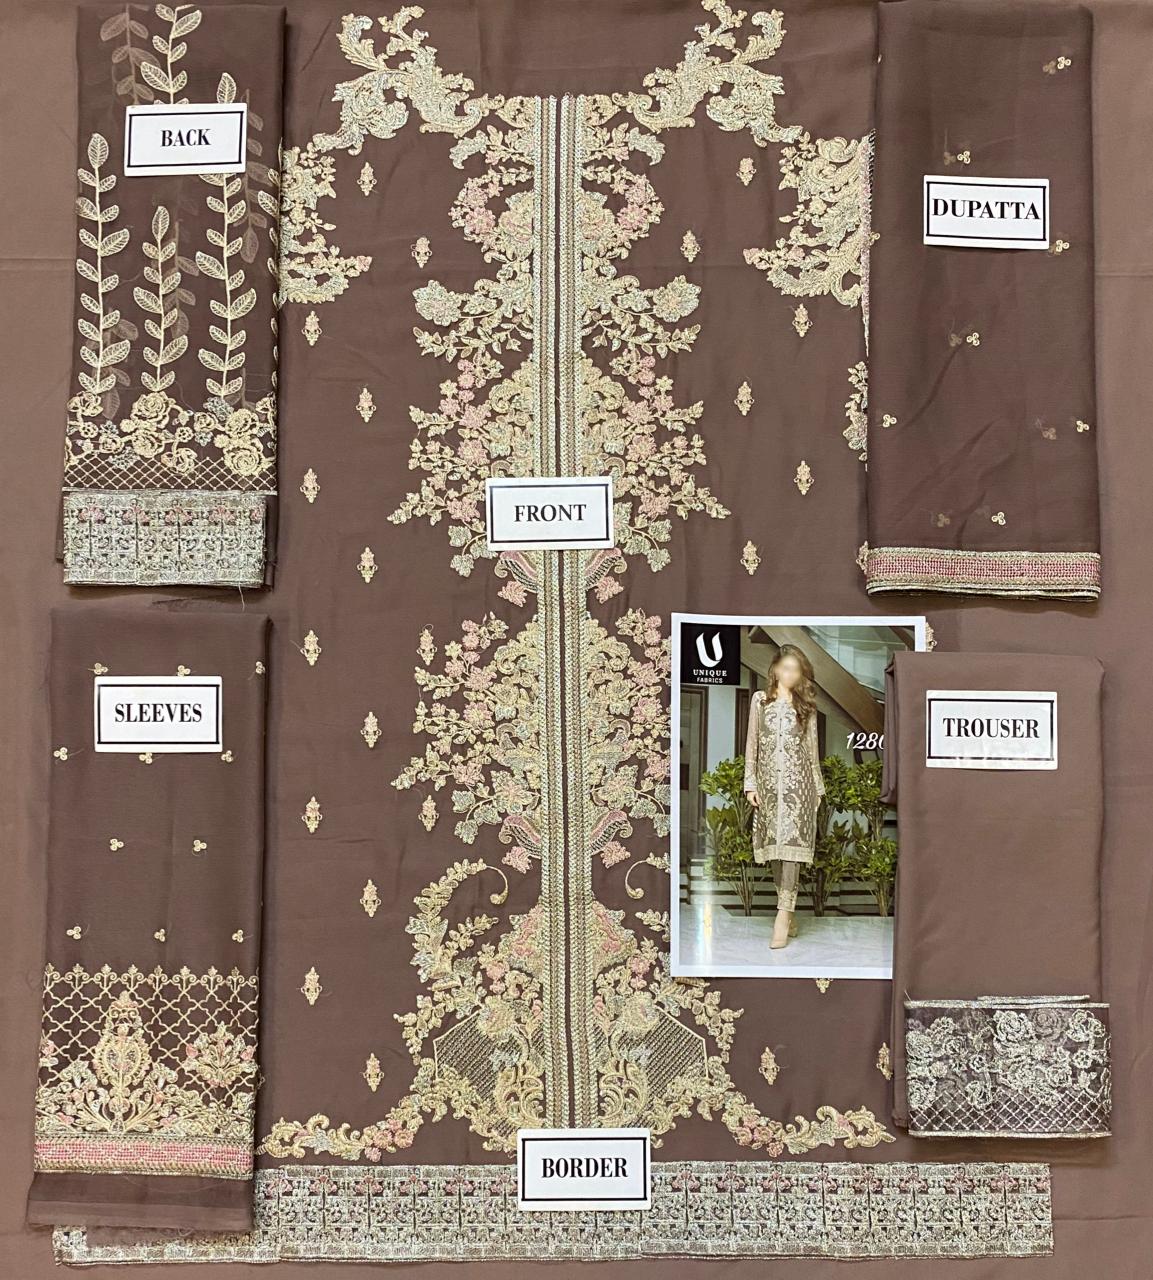 BACK
DUPATTA
FRONT
SLEEVES
UNIQUE
FABRICS
TROUSER
BORDER